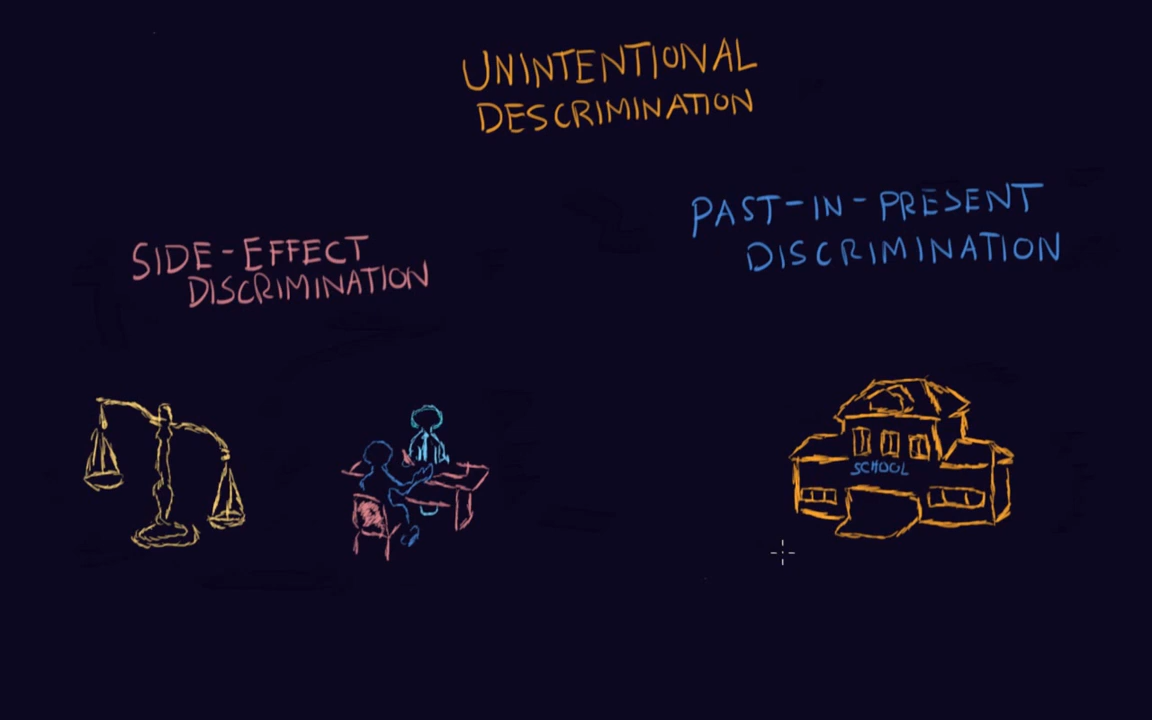 UNINTENTIONAL
DESCRIMINATION
SIDE-EFFECT
DISCRIMINATION
PAST-IN-PRESENT
DISCRIMINATION
SCHOOL